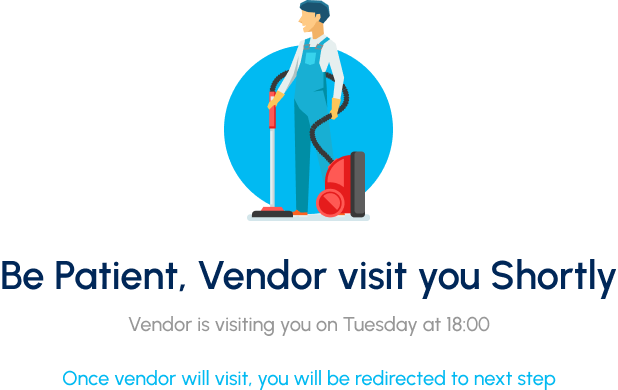 Be Patient, Vendor visit you Shortly
Vendor is visiting you on Tuesday at 18:00
Once vendor will visit, you will be redirected to next step